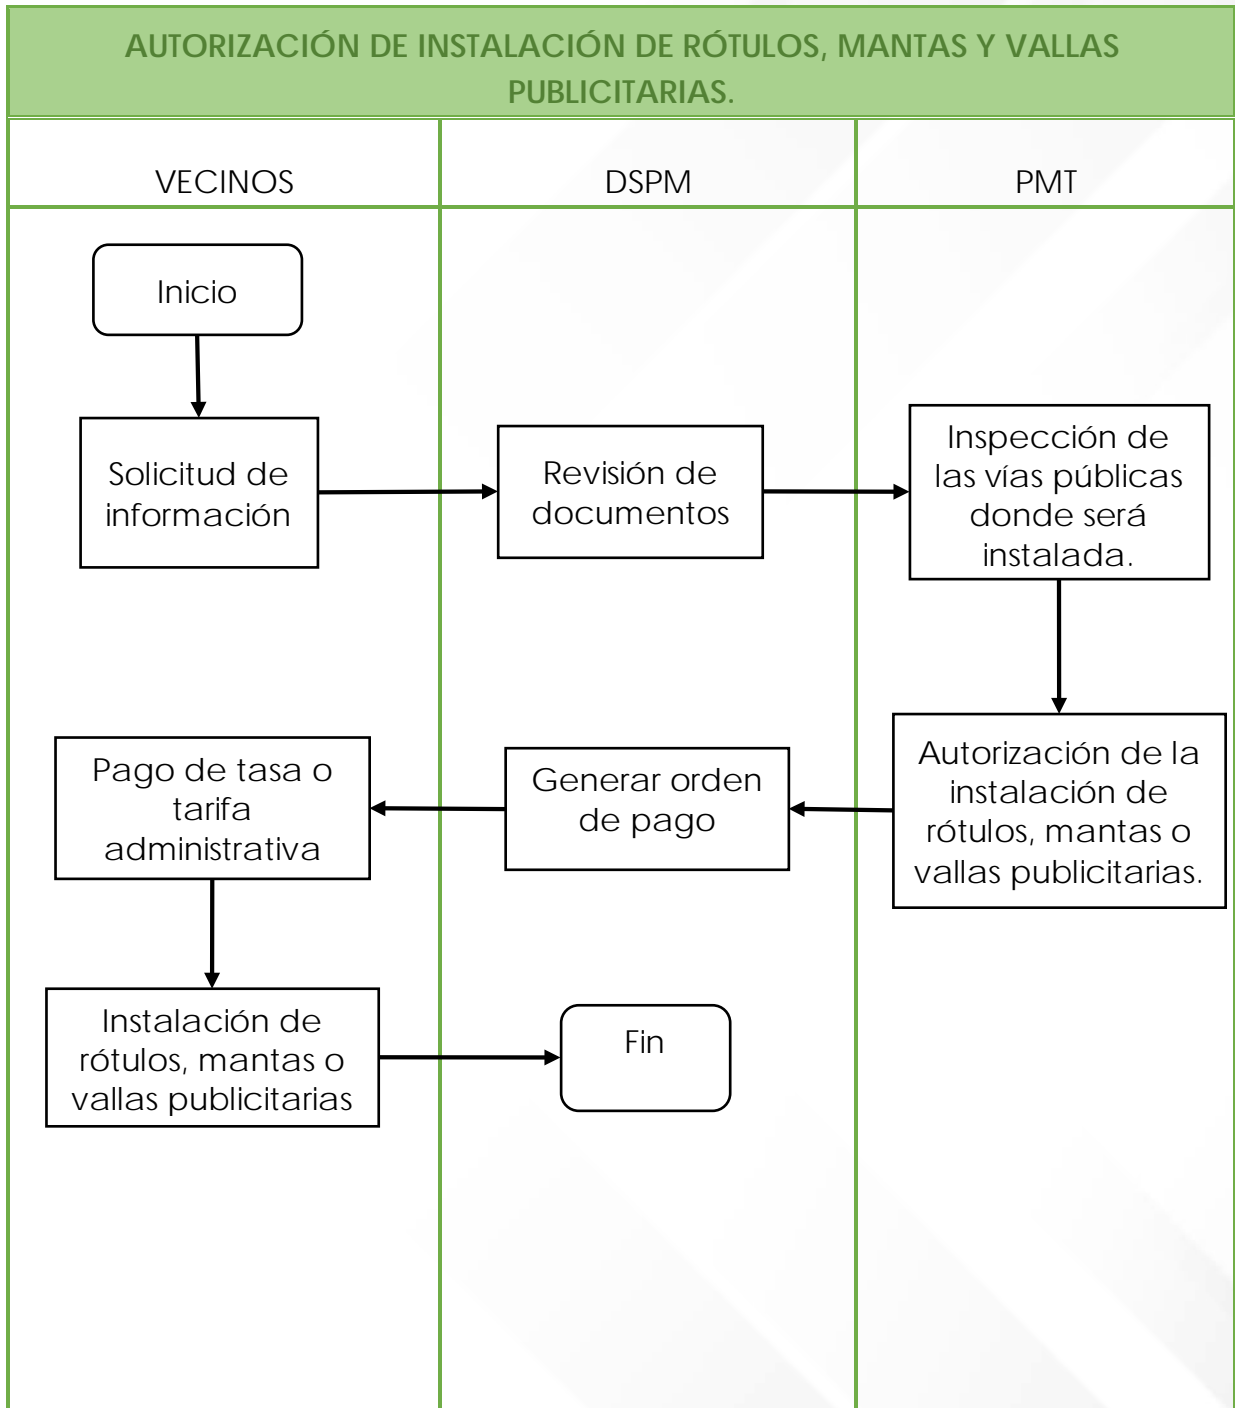 AUTORIZACIÓN DE INSTALACIÓN DE RÓTULOS, MANTAS Y VALLAS
PUBLICITARIAS.
VECINOS
DSPM
PMT
Inicio
Solicitud de
información
Revisión de
documentos
Inspección de
las vías públicas
donde será
instalada.
Autorización de la
instalación de
rótulos, mantas o
vallas publicitarias.
Generar orden
de pago
Pago de tasa o
tarifa
administrativa
Instalación de
rótulos, mantas o
vallas publicitarias
Fin